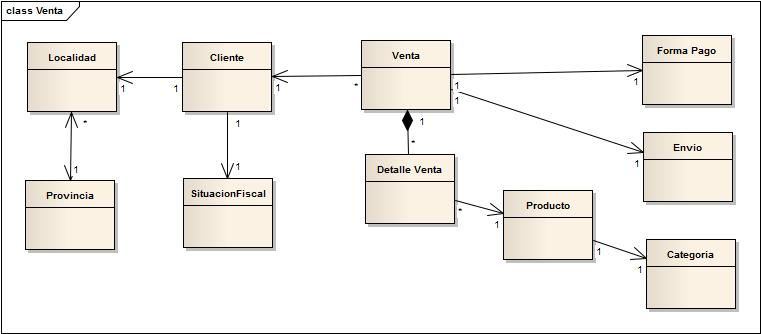 class Venta
Localidad
Cliente
Venta
Forma Pago
1
1
1
*
1
1
1
1
*
1
1
*
1
1
1
Provincia
SituacionFiscal
Detalle Venta
Envio
Producto
*
1
1
1
Categoria